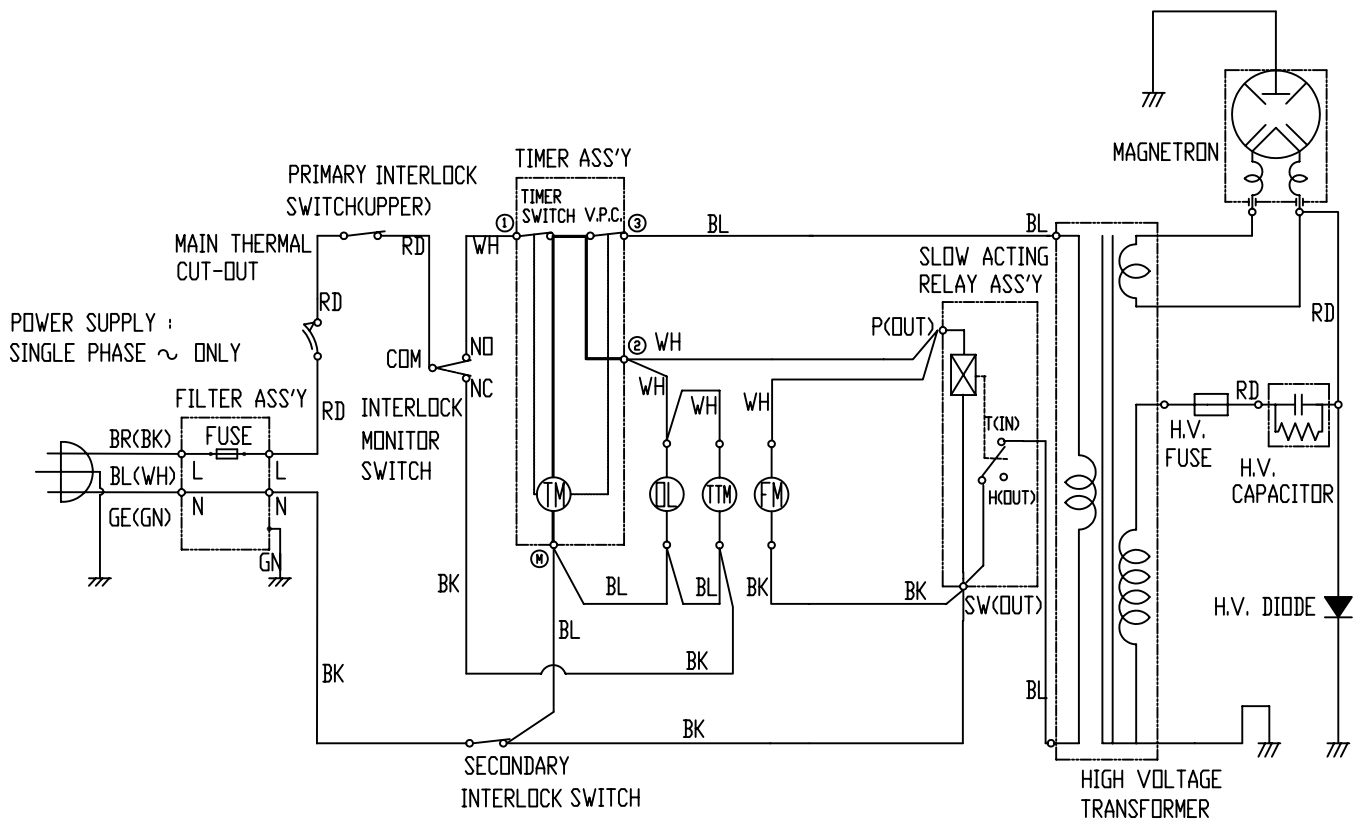 MAGNETRON
TIMER ASS'Y
PRIMARY INTERLOCK
SWITCH(UPPER)
TIMER
SWITCH V.P.C.
1
3
BL
BL
RD
WH
MAIN THERMAL
CUT-OUT
SLOW ACTING
RELAY ASS'Y
RD
RD
POWER SUPPLY :
SINGLE PHASE ~ ONLY
P(OUT)
NO
2
WH
COM
NC
WH
FILTER ASS'Y
RD
INTERLOCK
MONITOR
SWITCH
WH
WH
RD
H.V.
FUSE
T(IN)
BR(BK)
FUSE
BL(WH)
L
L
H.V.
CAPACITOR
TM
OL
TTM
FM
H(OUT)
N
N
GE(GN)
GN
M
BK
BL
BL
BK
BK
SW(OUT)
H.V. DIODE
BL
BK
BK
BL
BK
SECONDARY
INTERLOCK SWITCH
HIGH VOLTAGE
TRANSFORMER